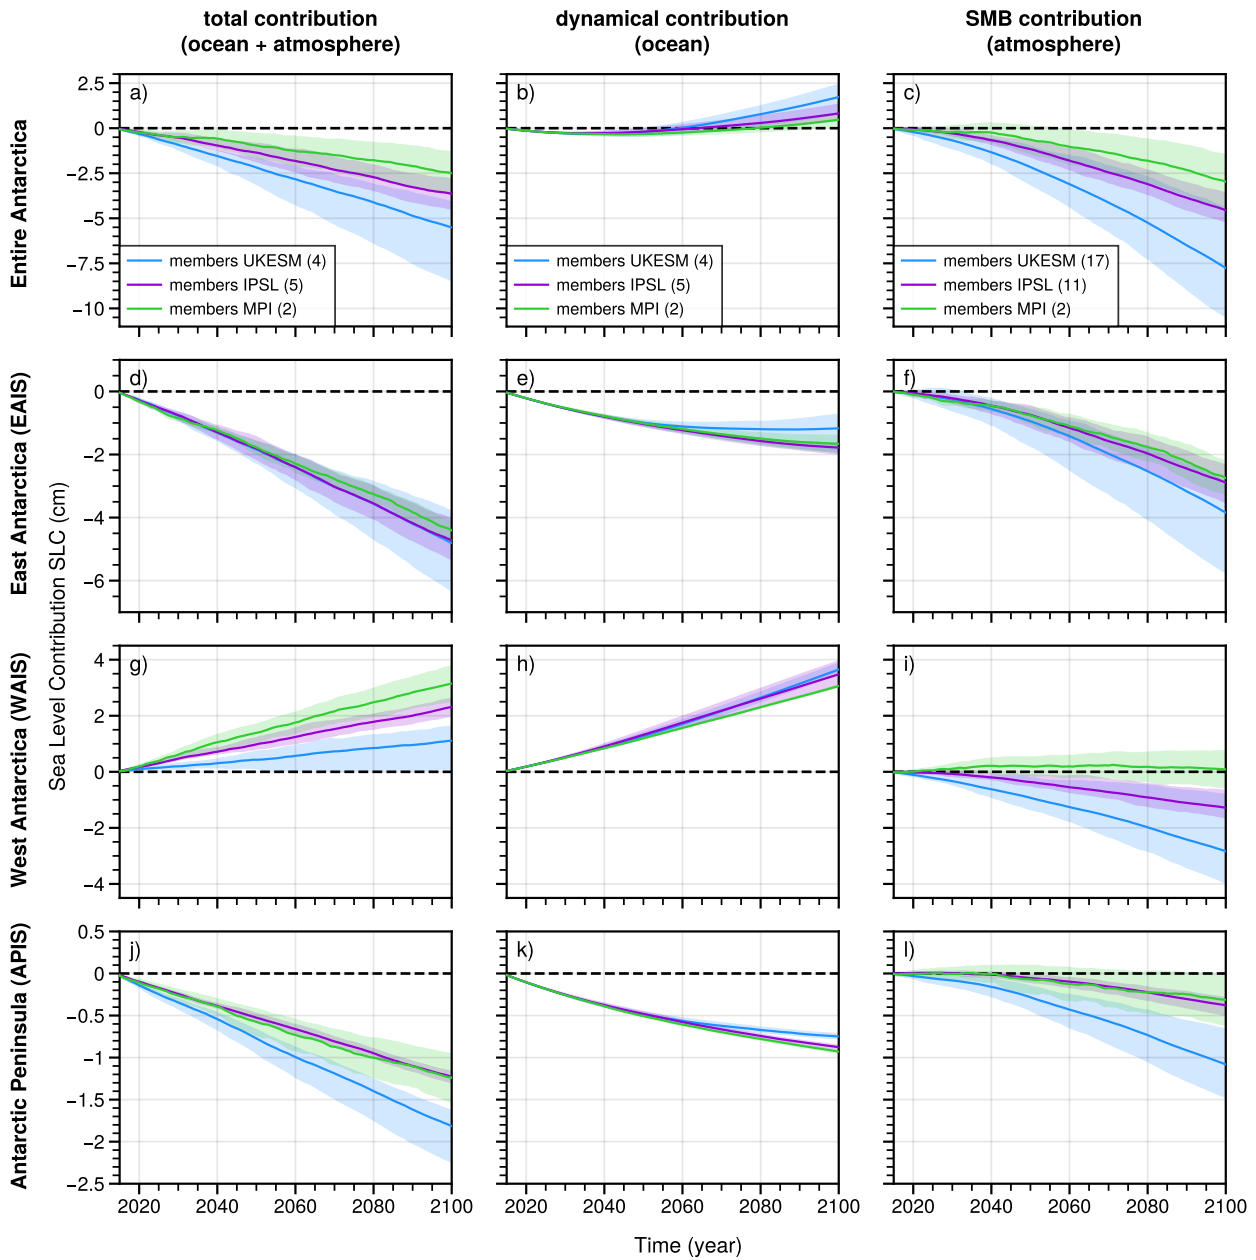 total contribution
(ocean + atmosphere)
dynamical contribution
(ocean)
SMB contribution
(atmosphere)
Entire Antarctica
East Antarctica (EAIS)
West Antarctica (WAIS)
Antarctic Peninsula (APIS)
Sea Level Contribution SLC (cm)
a)
2.5
0
−2.5
−5
−7.5
−10
members UKESM (4)
members IPSL (5)
members MPI (2)
b)
members UKESM (4)
members IPSL (5)
members MPI (2)
c)
members UKESM (17)
members IPSL (11)
members MPI (2)
d)
0
−2
−4
−6
e)
f)
g)
4
2
0
−2
−4
h)
i)
j)
0.5
0
−0.5
−1
−1.5
−2
−2.5
k)
l)
2020 2040 2060 2080 2100
2020 2040 2060 2080 2100
2020 2040 2060 2080 2100
Time (year)